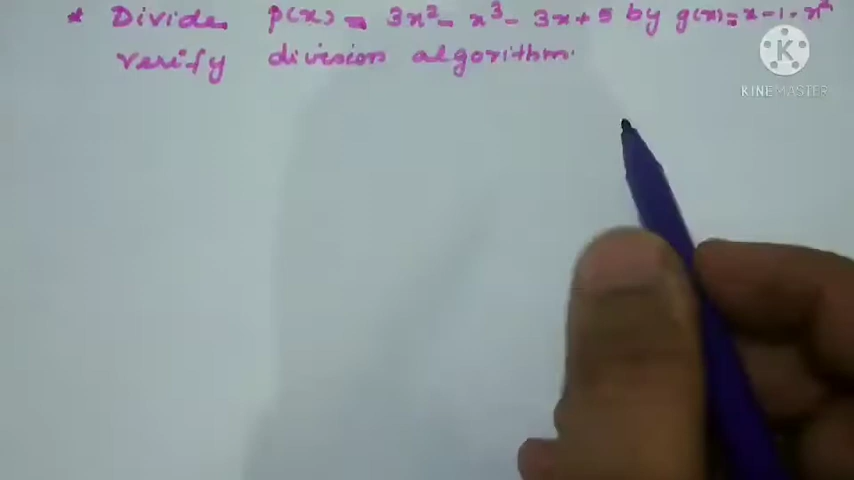 * Divide p(x) = 3x² - x³ - 3x + 5 by g(x) = x - 1 - x²
verify division algorithm.
K
KINEMASTER